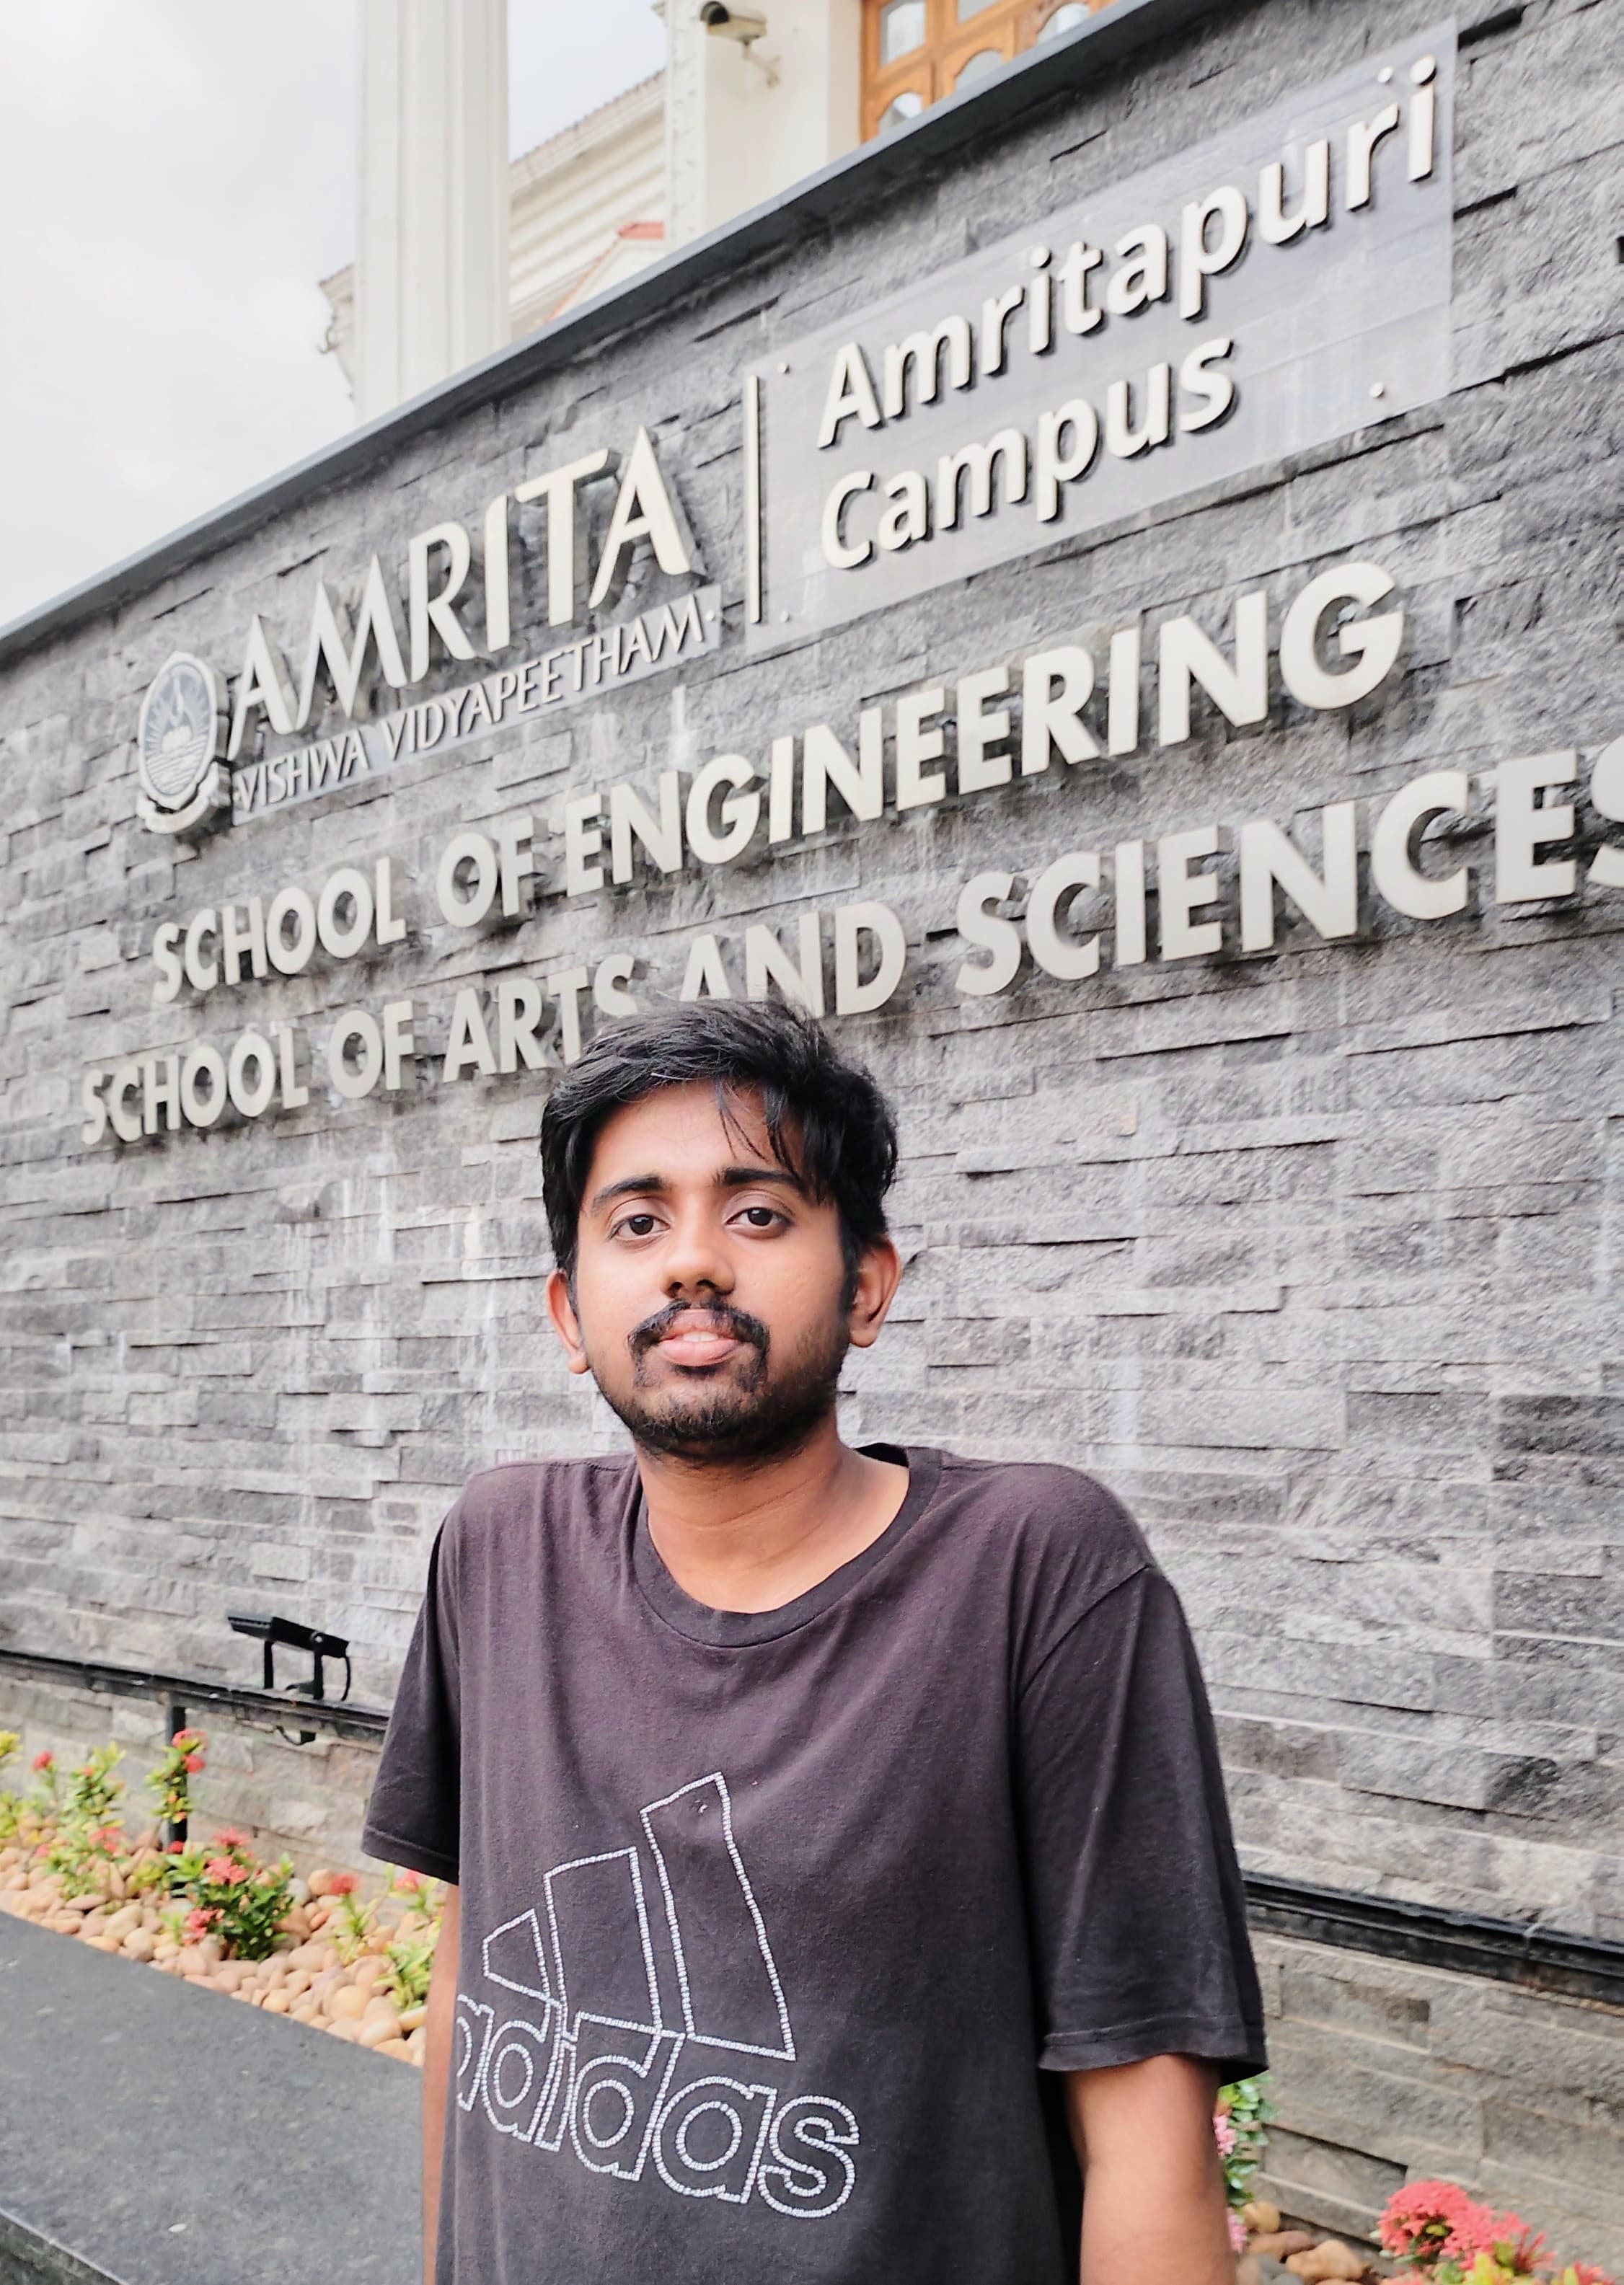 AMRITA
VISHWA VIDYAPEETHAM
Amritapuri
Campus
SCHOOL OF ENGINEERING
SCHOOL OF ARTS AND SCIENCES
adidas